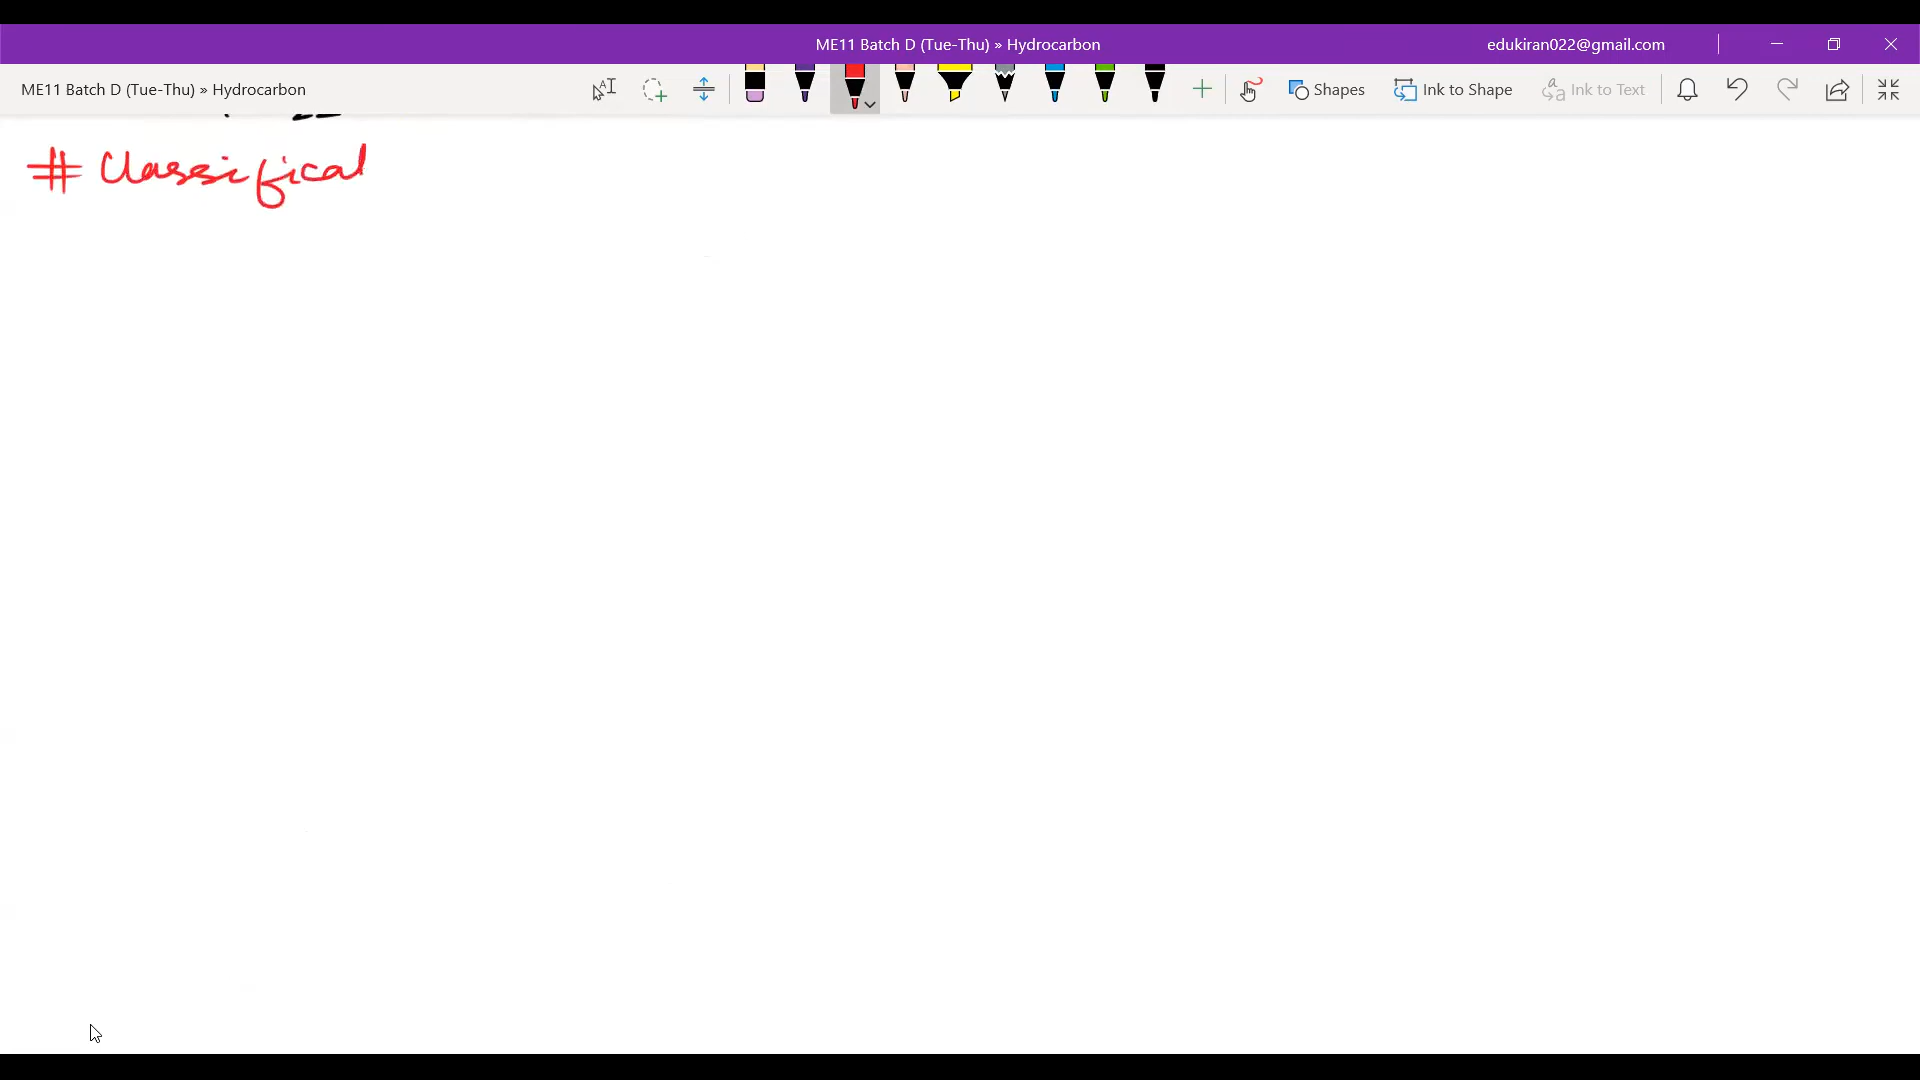 ME11 Batch D (Tue-Thu) » Hydrocarbon
edukiran022@gmail.com
ME11 Batch D (Tue-Thu) » Hydrocarbon
Shapes
Ink to Shape
Ink to Text
# Classifical